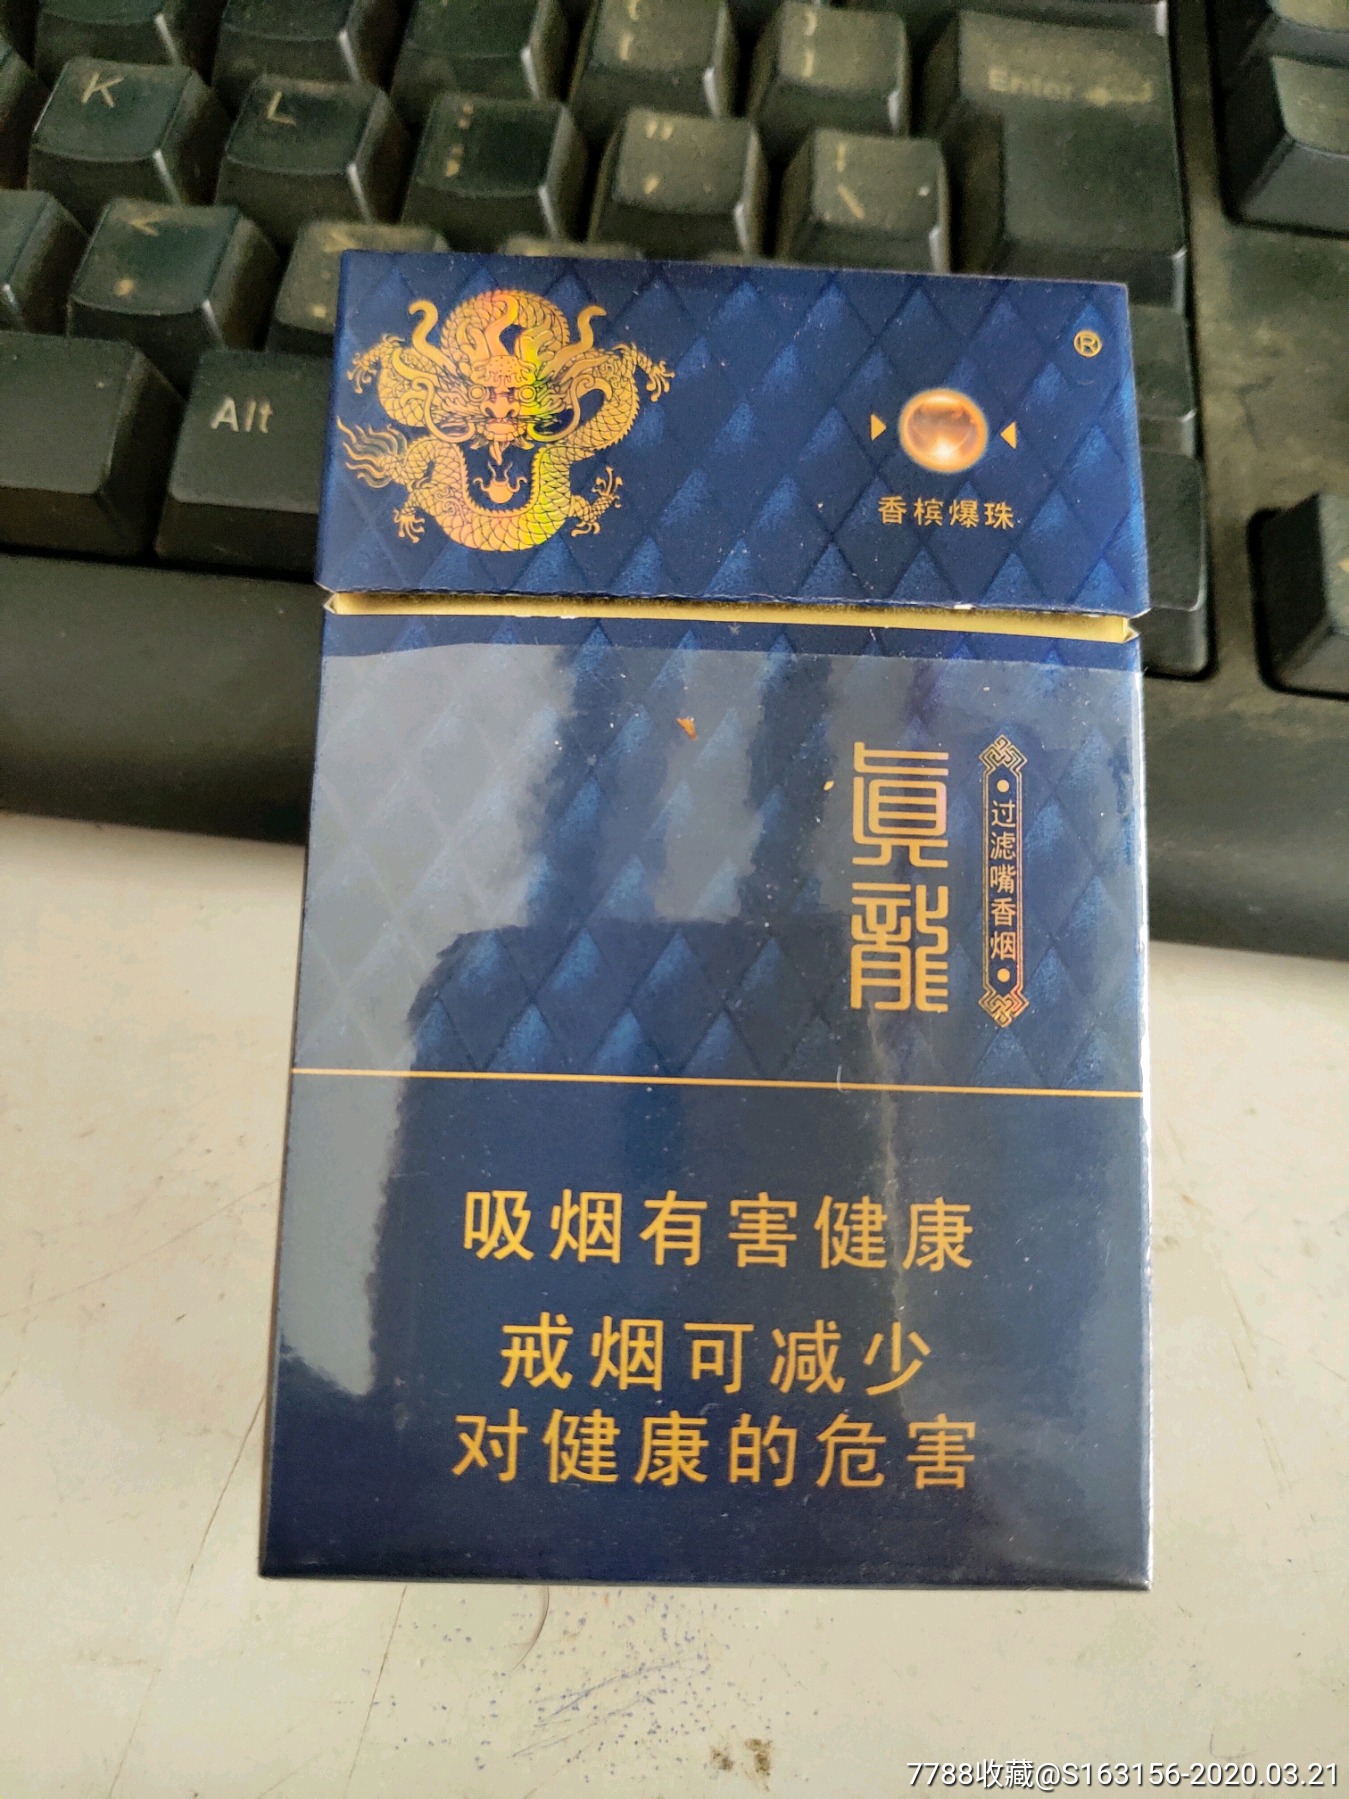 K
L
Enter
Alt
®
香槟爆珠
眞龍
过滤嘴香烟
吸烟有害健康
戒烟可减少
对健康的危害
7788收藏@S163156-2020.03.21